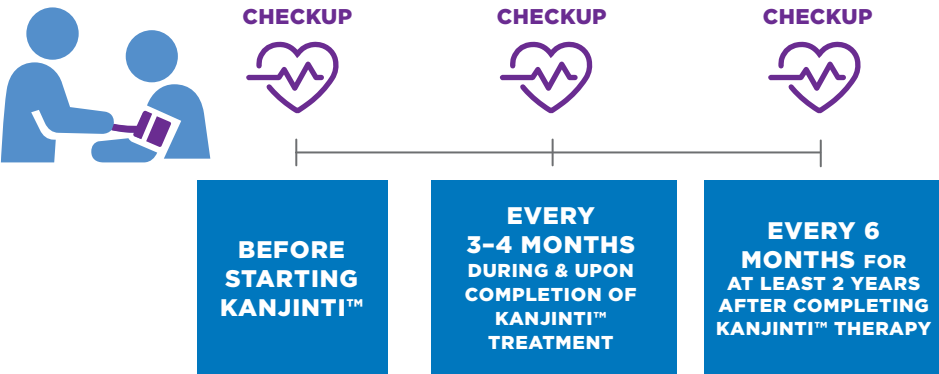 CHECKUP
CHECKUP
CHECKUP
BEFORE
STARTING
KANJINTI™
EVERY
3–4 MONTHS
DURING & UPON
COMPLETION OF
KANJINTI™
TREATMENT
EVERY 6
MONTHS FOR
AT LEAST 2 YEARS
AFTER COMPLETING
KANJINTI™ THERAPY